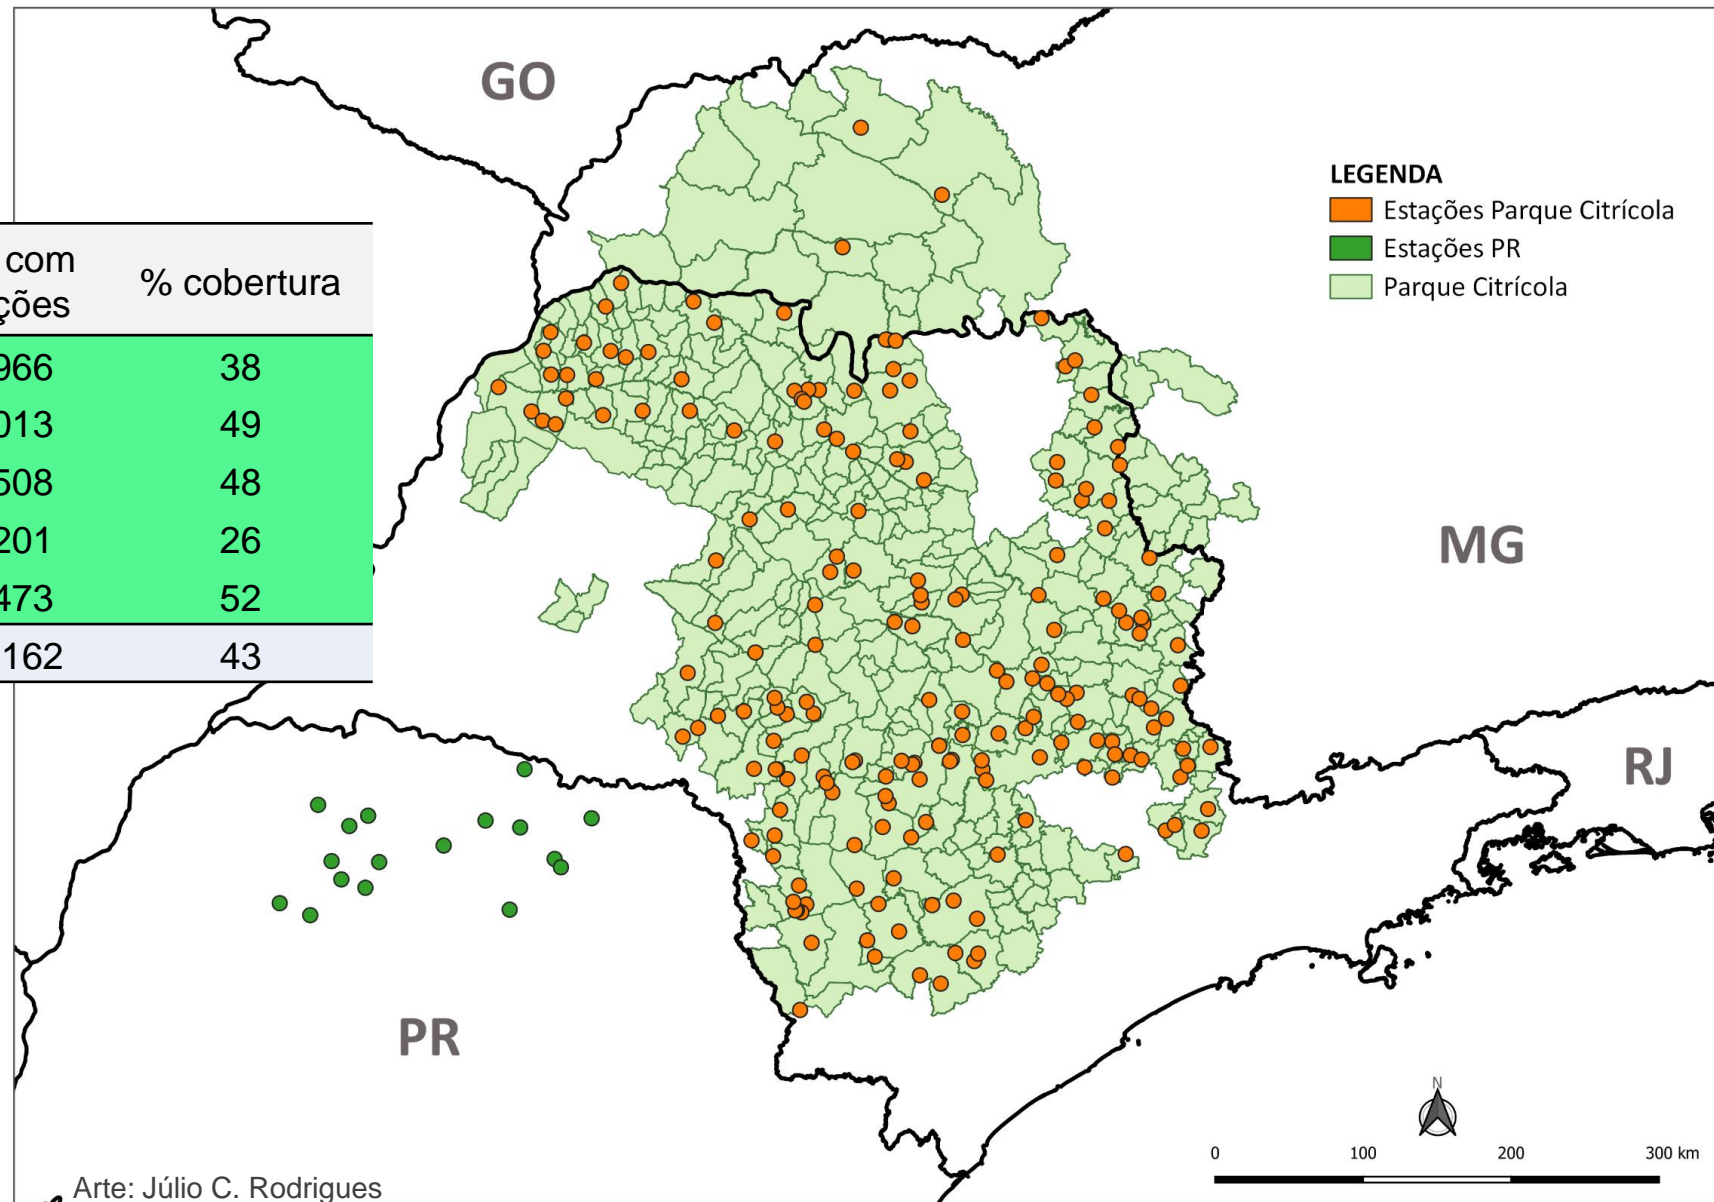 GO
LEGENDA
Estações Parque Citrícola
Estações PR
Parque Citrícola
com
ções
% cobertura
966 38
013 49
508 48
201 26
473 52
162 43
MG
RJ
PR
N
0 100 200 300 km
Arte: Júlio C. Rodrigues